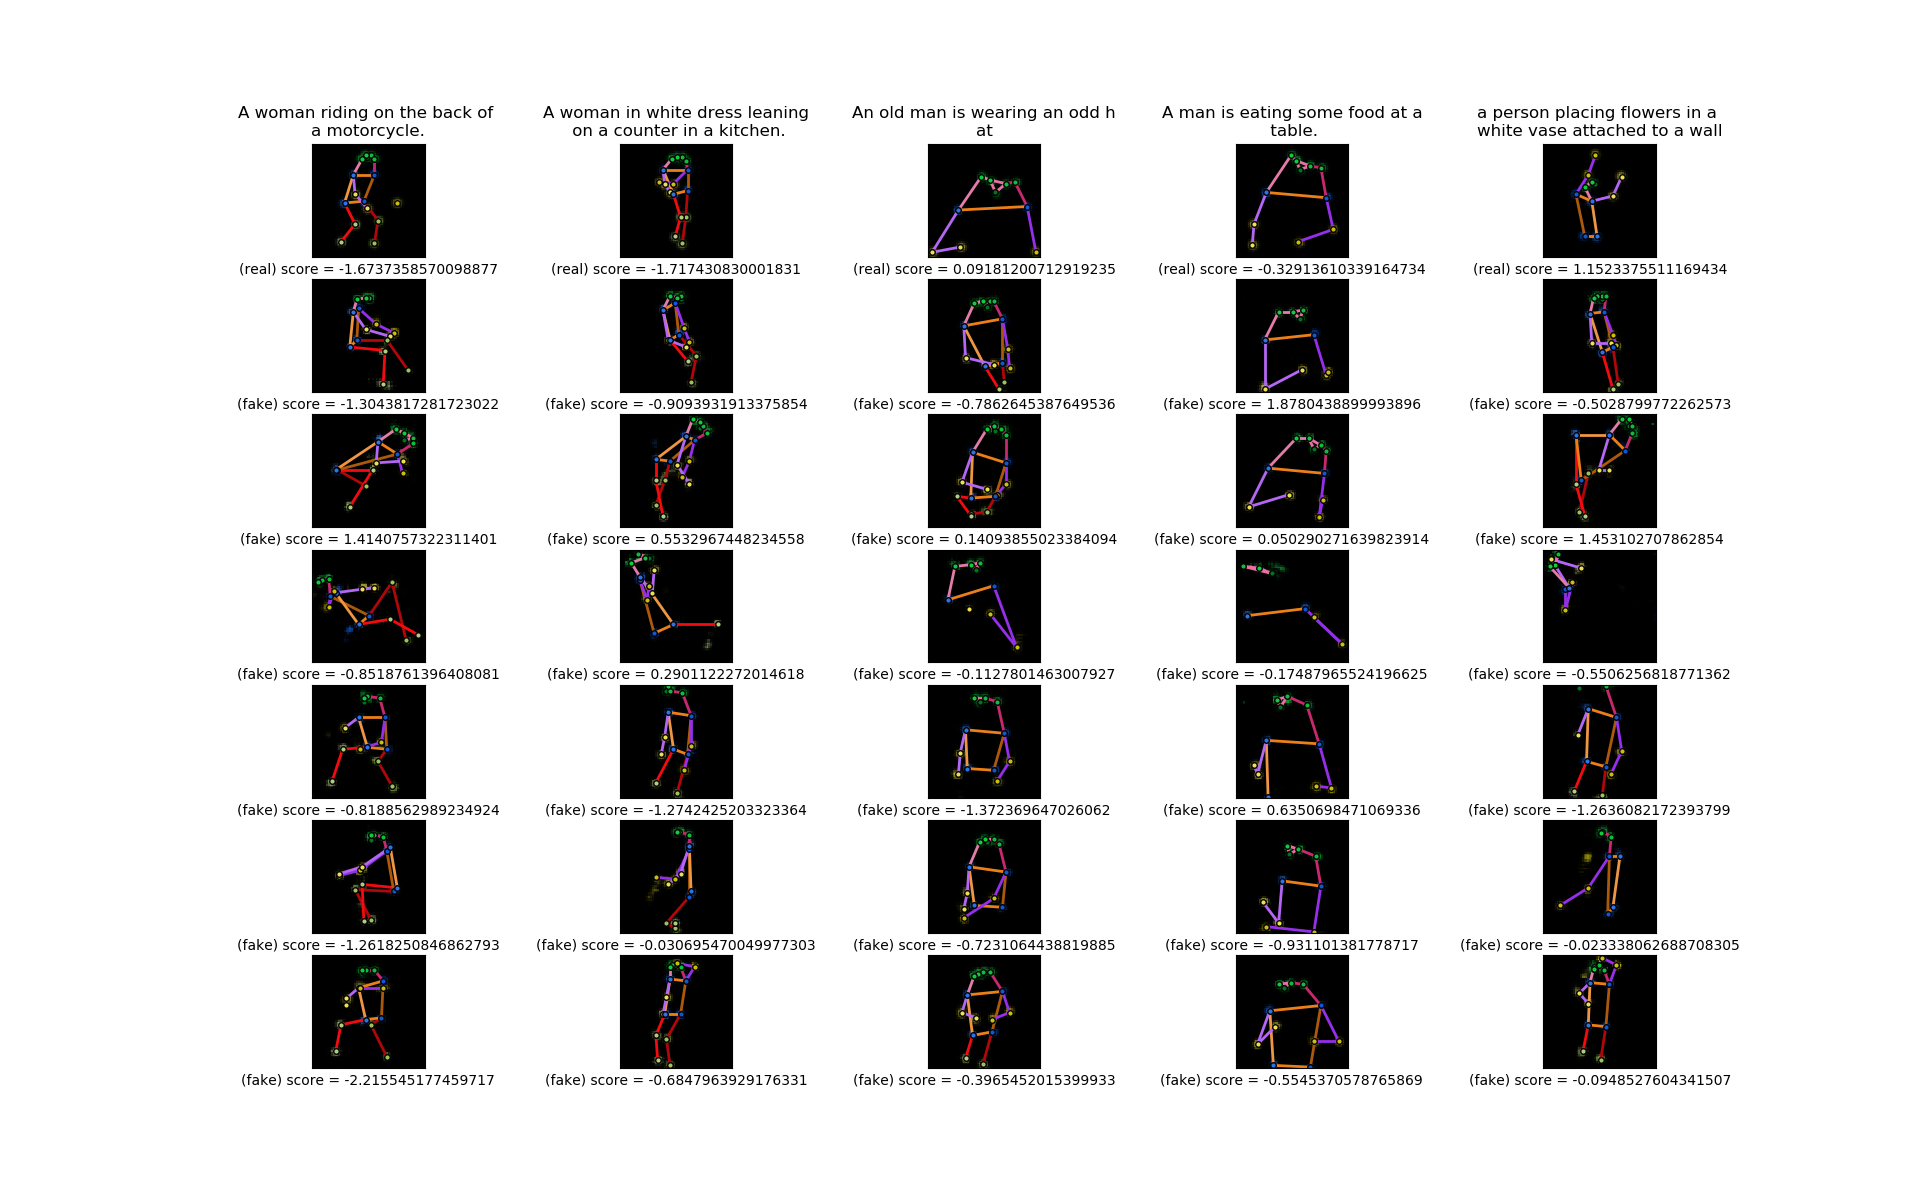 A woman riding on the back of
a motorcycle.
A woman in white dress leaning
on a counter in a kitchen.
An old man is wearing an odd h
at
A man is eating some food at a
table.
a person placing flowers in a
white vase attached to a wall
(real) score = -1.6737358570098877
(real) score = -1.717430830001831
(real) score = 0.09181200712919235
(real) score = -0.32913610339164734
(real) score = 1.1523375511169434
(fake) score = -1.3043817281723022
(fake) score = -0.9093931913375854
(fake) score = -0.7862645387649536
(fake) score = 1.8780438899993896
(fake) score = -0.5028799772262573
(fake) score = 1.4140757322311401
(fake) score = 0.5532967448234558
(fake) score = 0.14093855023384094
(fake) score = 0.050290271639823914
(fake) score = 1.453102707862854
(fake) score = -0.8518761396408081
(fake) score = 0.2901122272014618
(fake) score = -0.1127801463007927
(fake) score = -0.17487965524196625
(fake) score = -0.5506256818771362
(fake) score = -0.8188562989234924
(fake) score = -1.2742425203323364
(fake) score = -1.372369647026062
(fake) score = 0.6350698471069336
(fake) score = -1.2636082172393799
(fake) score = -1.2618250846862793
(fake) score = -0.030695470049977303
(fake) score = -0.7231064438819885
(fake) score = -0.931101381778717
(fake) score = -0.023338062688708305
(fake) score = -2.215545177459717
(fake) score = -0.6847963929176331
(fake) score = -0.3965452015399933
(fake) score = -0.5545370578765869
(fake) score = -0.0948527604341507